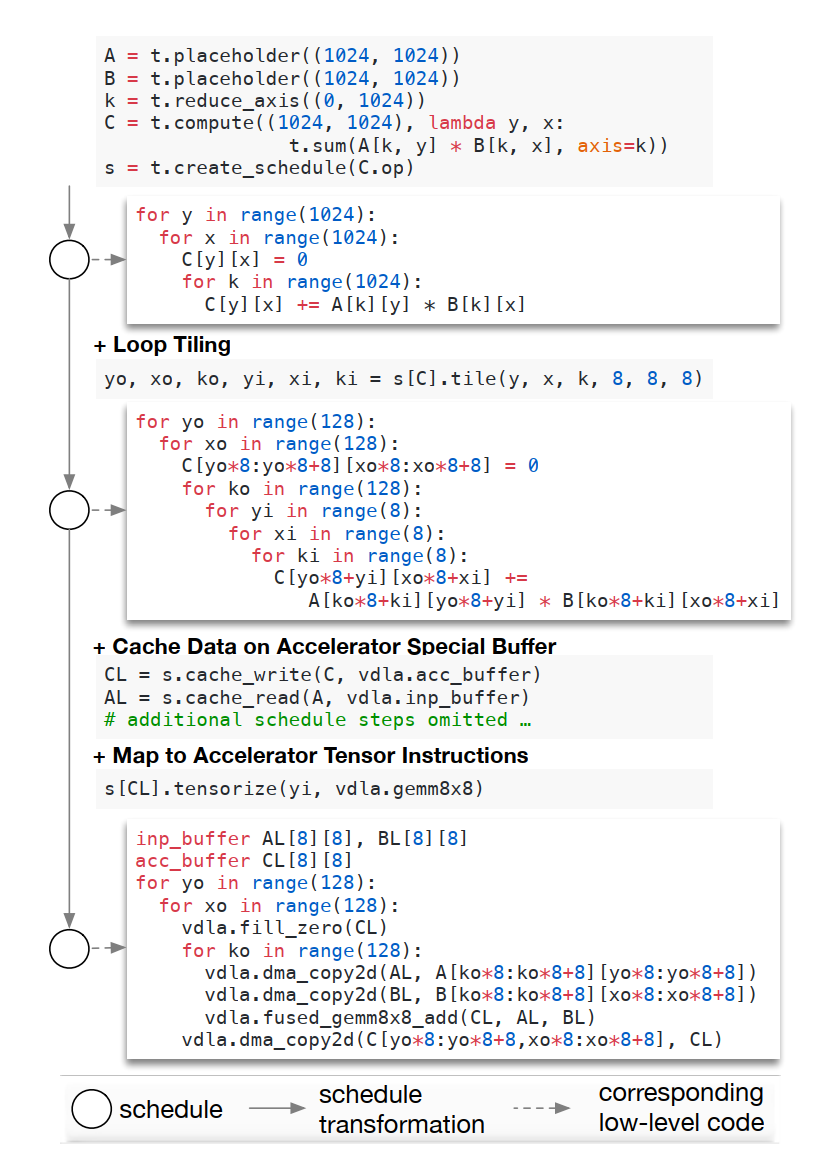 A = t.placeholder((1024, 1024))
B = t.placeholder((1024, 1024))
k = t.reduce_axis((0, 1024))
C = t.compute((1024, 1024), lambda y, x:
                t.sum(A[k, y] * B[k, x], axis=k))
s = t.create_schedule(C.op)
for y in range(1024):
  for x in range(1024):
    C[y][x] = 0
    for k in range(1024):
      C[y][x] += A[k][y] * B[k][x]
+ Loop Tiling
yo, xo, ko, yi, xi, ki = s[C].tile(y, x, k, 8, 8, 8)
for yo in range(128):
  for xo in range(128):
    C[yo*8:yo*8+8][xo*8:xo*8+8] = 0
    for ko in range(128):
      for yi in range(8):
        for xi in range(8):
          for ki in range(8):
            C[yo*8+yi][xo*8+xi] +=
               A[ko*8+ki][yo*8+yi] * B[ko*8+ki][xo*8+xi]
+ Cache Data on Accelerator Special Buffer
CL = s.cache_write(C, vdla.acc_buffer)
AL = s.cache_read(A, vdla.inp_buffer)
# additional schedule steps omitted …
+ Map to Accelerator Tensor Instructions
s[CL].tensorize(yi, vdla.gemm8x8)
inp_buffer AL[8][8], BL[8][8]
acc_buffer CL[8][8]
for yo in range(128):
  for xo in range(128):
    vdla.fill_zero(CL)
    for ko in range(128):
      vdla.dma_copy2d(AL, A[ko*8:ko*8+8][yo*8:yo*8+8])
      vdla.dma_copy2d(BL, B[ko*8:ko*8+8][xo*8:xo*8+8])
      vdla.fused_gemm8x8_add(CL, AL, BL)
    vdla.dma_copy2d(C[yo*8:yo*8+8,xo*8:xo*8+8], CL)
schedule
schedule
transformation
corresponding
low-level code